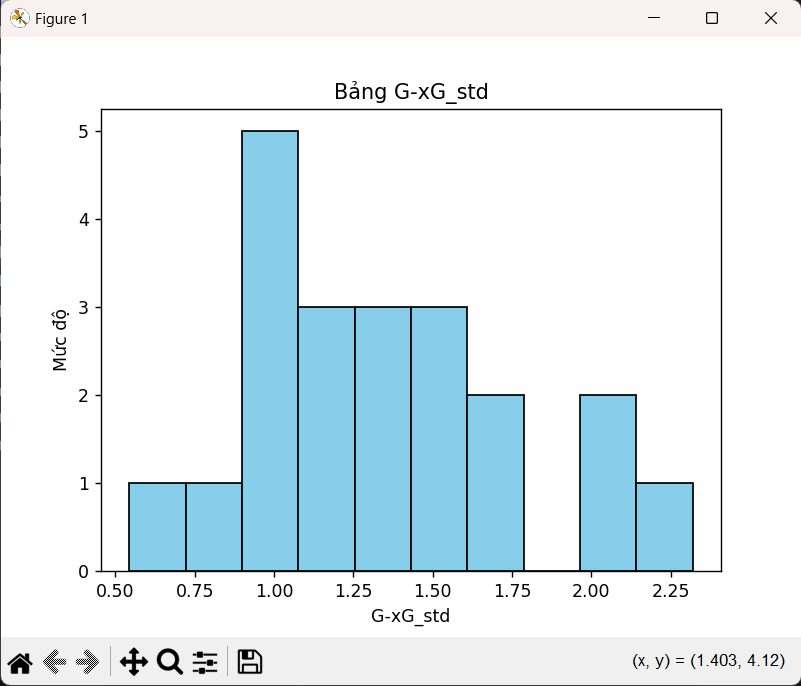 Figure 1
Bảng G-xG_std
5
4
3
2
1
0
Mức độ
0.50 0.75 1.00 1.25 1.50 1.75 2.00 2.25
G-xG_std
(x, y) = (1.403, 4.12)